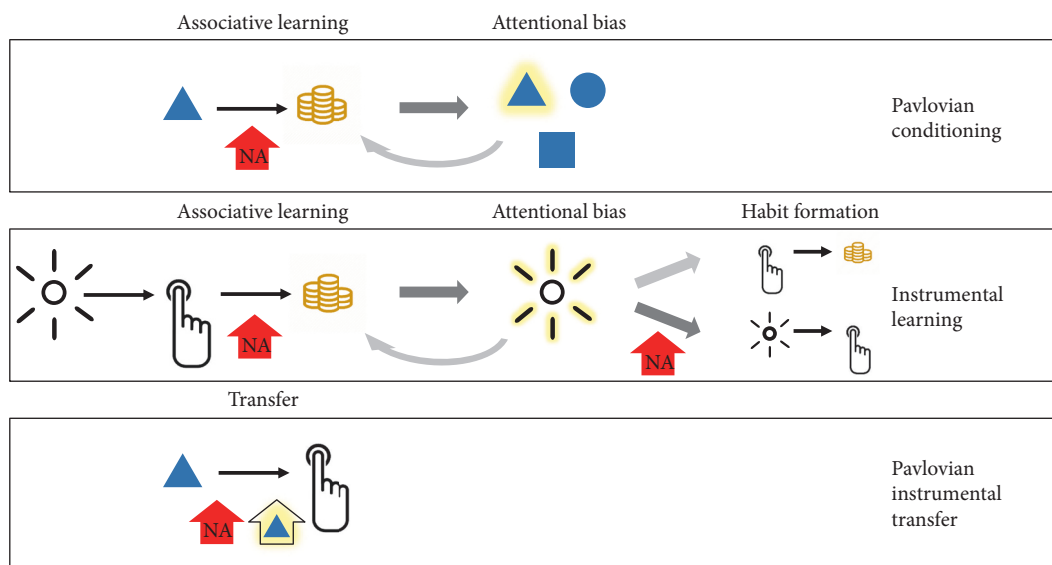 Associative learning
Attentional bias
NA
Pavlovian
conditioning
Associative learning
Attentional bias
Habit formation
NA
NA
Instrumental
learning
Transfer
NA
Pavlovian
instrumental
transfer